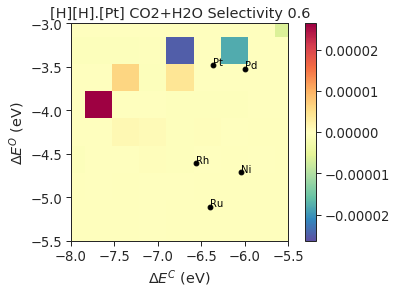 [H][H].[Pt] CO2+H2O Selectivity 0.6
−3.0
−3.5
−4.0
−4.5
−5.0
−5.5
ΔE^O (eV)
Pt
Pd
Rh
Ni
Ru
−8.0 −7.5 −7.0 −6.5 −6.0 −5.5
ΔE^C (eV)
0.00002
0.00001
0.00000
−0.00001
−0.00002